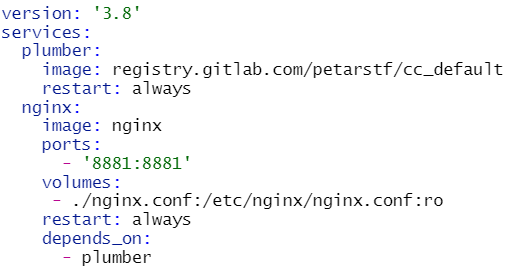 version: '3.8'
services:
  plumber:
    image: registry.gitlab.com/petarstf/cc_default
    restart: always
  nginx:
    image: nginx
    ports:
      - '8881:8881'
    volumes:
     - ./nginx.conf:/etc/nginx/nginx.conf:ro
    restart: always
    depends_on:
      - plumber